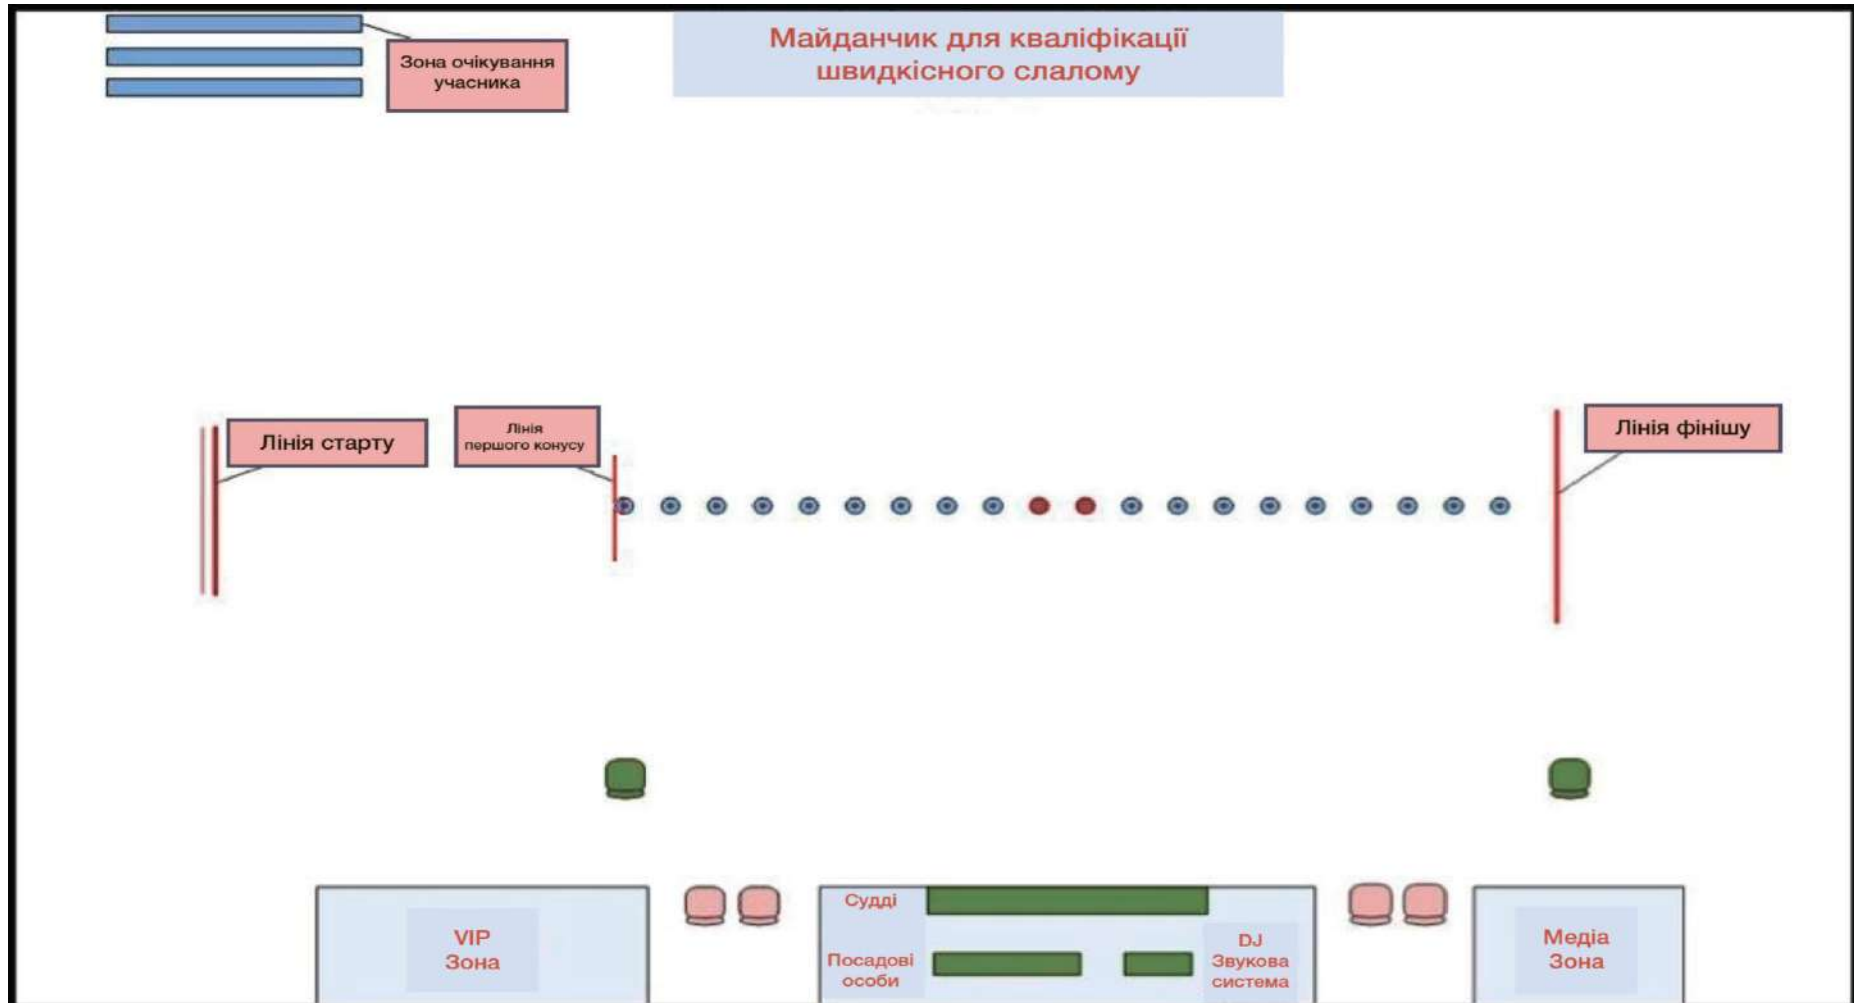 Майданчик для кваліфікації
швидкісного слалому
Зона очікування
учасника
Лінія старту
Лінія
першого конусу
Лінія фінішу
VIP
Зона
Судді
Посадові
особи
DJ
Звукова
система
Медіа
Зона